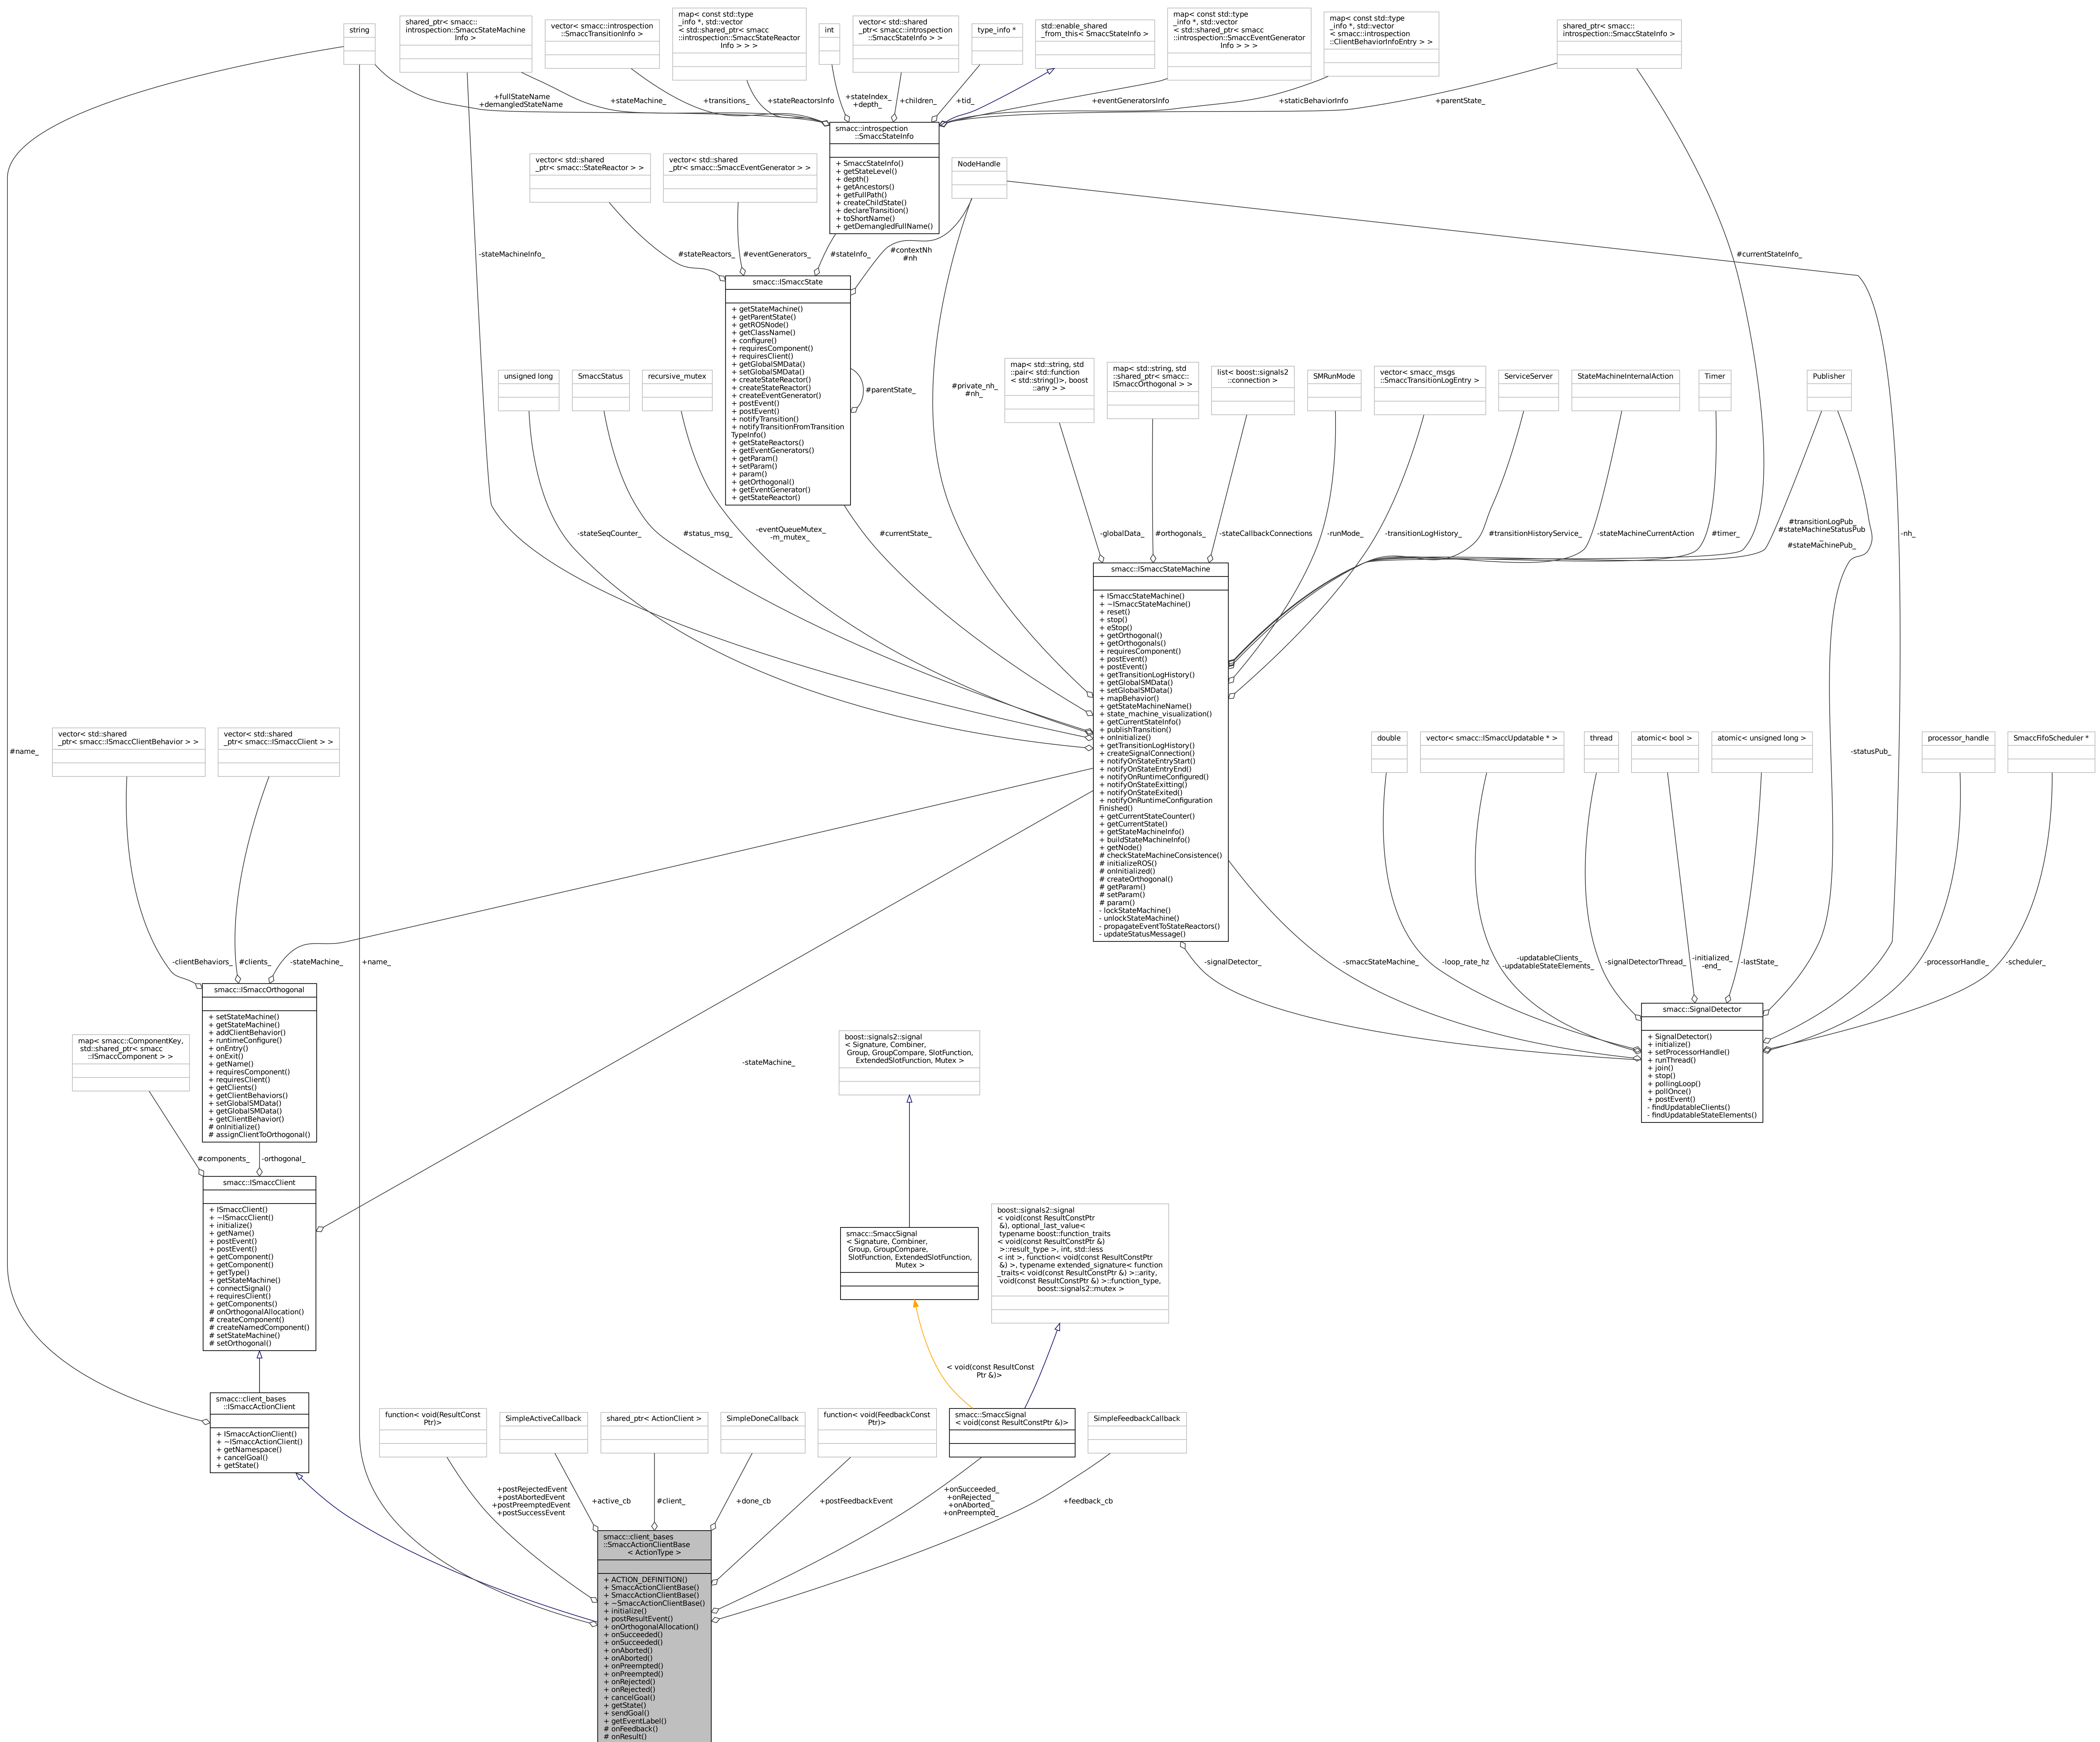 string
shared_ptr< smacc::
introspection::SmaccStateMachine
Info >
vector< smacc::introspection
::SmaccTransitionInfo >
map< const std::type
_info *, std::vector
< std::shared_ptr< smacc
::introspection::SmaccStateReactor
Info > > >
int
vector< std::shared
_ptr< smacc::introspection
::SmaccStateInfo > >
type_info *
std::enable_shared
_from_this< SmaccStateInfo >
map< const std::type
_info *, std::vector
< std::shared_ptr< smacc
::introspection::SmaccEventGenerator
Info > > >
map< const std::type
_info *, std::vector
< smacc::introspection
::ClientBehaviorInfoEntry > >
shared_ptr< smacc::
introspection::SmaccStateInfo >
+fullStateName
+demangledStateName
+stateMachine_
+transitions_
+stateReactorsInfo
+stateIndex_
+depth_
+children_
+tid_
+eventGeneratorsInfo
+staticBehaviorInfo
+parentState_
smacc::introspection
::SmaccStateInfo
+ SmaccStateInfo()
+ getStateLevel()
+ depth()
+ getAncestors()
+ getFullPath()
+ createChildState()
+ declareTransition()
+ toShortName()
+ getDemangledFullName()
vector< std::shared
_ptr< smacc::StateReactor > >
vector< std::shared
_ptr< smacc::SmaccEventGenerator > >
NodeHandle
-stateMachineInfo_
#stateReactors_
#eventGenerators_
#stateInfo_
#contextNh
#nh
#currentStateInfo_
smacc::ISmaccState
+ getStateMachine()
+ getParentState()
+ getROSNode()
+ getClassName()
+ configure()
+ requiresComponent()
+ requiresClient()
+ getGlobalSMData()
+ setGlobalSMData()
+ createStateReactor()
+ createStateReactor()
+ createEventGenerator()
+ postEvent()
+ postEvent()
+ notifyTransition()
+ notifyTransitionFromTransition
TypeInfo()
+ getStateReactors()
+ getEventGenerators()
+ getParam()
+ setParam()
+ param()
+ getOrthogonal()
+ getEventGenerator()
+ getStateReactor()
#parentState_
#private_nh_
#nh_
unsigned long
SmaccStatus
recursive_mutex
map< std::string, std
::pair< std::function
< std::string()>, boost
::any > >
map< std::string, std
::shared_ptr< smacc::
ISmaccOrthogonal > >
list< boost::signals2
::connection >
SMRunMode
vector< smacc_msgs
::SmaccTransitionLogEntry >
ServiceServer
StateMachineInternalAction
Timer
Publisher
-stateSeqCounter_
#status_msg_
-eventQueueMutex_
-m_mutex_
#currentState_
-globalData_
#orthogonals_
-stateCallbackConnections
-runMode_
-transitionLogHistory_
#transitionHistoryService_
-stateMachineCurrentAction
#timer_
#transitionLogPub_
#stateMachineStatusPub
_
#stateMachinePub_
-nh_
smacc::ISmaccStateMachine
+ ISmaccStateMachine()
+ ~ISmaccStateMachine()
+ reset()
+ stop()
+ eStop()
+ getOrthogonal()
+ getOrthogonals()
+ requiresComponent()
+ postEvent()
+ postEvent()
+ getTransitionLogHistory()
+ getGlobalSMData()
+ setGlobalSMData()
+ mapBehavior()
+ getStateMachineName()
+ state_machine_visualization()
+ getCurrentStateInfo()
+ publishTransition()
+ onInitialize()
+ getTransitionLogHistory()
+ createSignalConnection()
+ notifyOnStateEntryStart()
+ notifyOnStateEntryEnd()
+ notifyOnRuntimeConfigured()
+ notifyOnStateExitting()
+ notifyOnStateExited()
+ notifyOnRuntimeConfiguration
Finished()
+ getCurrentStateCounter()
+ getCurrentState()
+ getStateMachineInfo()
+ buildStateMachineInfo()
+ getNode()
# checkStateMachineConsistence()
# initializeROS()
# onInitialized()
# createOrthogonal()
# getParam()
# setParam()
# param()
- lockStateMachine()
- unlockStateMachine()
- propagateEventToStateReactors()
- updateStatusMessage()
#name_
vector< std::shared
_ptr< smacc::ISmaccClientBehavior > >
vector< std::shared
_ptr< smacc::ISmaccClient > >
double
vector< smacc::ISmaccUpdatable * >
thread
atomic< bool >
atomic< unsigned long >
-statusPub_
processor_handle
SmaccFifoScheduler *
-clientBehaviors_
#clients_
-stateMachine_
+name_
-signalDetector_
-smaccStateMachine_
-loop_rate_hz
-updatableClients_
-updatableStateElements_
-signalDetectorThread_
-initialized_
-end_
-lastState_
-processorHandle_
-scheduler_
smacc::ISmaccOrthogonal
+ setStateMachine()
+ getStateMachine()
+ addClientBehavior()
+ runtimeConfigure()
+ onEntry()
+ onExit()
+ getName()
+ requiresComponent()
+ requiresClient()
+ getClients()
+ getClientBehaviors()
+ setGlobalSMData()
+ getGlobalSMData()
+ getClientBehavior()
# onInitialize()
# assignClientToOrthogonal()
smacc::SignalDetector
+ SignalDetector()
+ initialize()
+ setProcessorHandle()
+ runThread()
+ join()
+ stop()
+ pollingLoop()
+ pollOnce()
+ postEvent()
- findUpdatableClients()
- findUpdatableStateElements()
map< smacc::ComponentKey,
std::shared_ptr< smacc
::ISmaccComponent > >
-stateMachine_
boost::signals2::signal
< Signature, Combiner,
Group, GroupCompare, SlotFunction,
ExtendedSlotFunction, Mutex >
#components_
-orthogonal_
smacc::ISmaccClient
+ ISmaccClient()
+ ~ISmaccClient()
+ initialize()
+ getName()
+ postEvent()
+ postEvent()
+ getComponent()
+ getComponent()
+ getType()
+ getStateMachine()
+ connectSignal()
+ requiresClient()
+ getComponents()
# onOrthogonalAllocation()
# createComponent()
# createNamedComponent()
# setStateMachine()
# setOrthogonal()
smacc::SmaccSignal
< Signature, Combiner,
Group, GroupCompare,
SlotFunction, ExtendedSlotFunction,
Mutex >
boost::signals2::signal
< void(const ResultConstPtr
&), optional_last_value<
typename boost::function_traits
< void(const ResultConstPtr &)
>::result_type >, int, std::less
< int >, function< void(const ResultConstPtr
&) >, typename extended_signature< function
_traits< void(const ResultConstPtr &) >::arity,
void(const ResultConstPtr &) >::function_type,
boost::signals2::mutex >
< void(const ResultConst
Ptr &)>
smacc::client_bases
::ISmaccActionClient
+ ISmaccActionClient()
+ ~ISmaccActionClient()
+ getNamespace()
+ cancelGoal()
+ getState()
function< void(ResultConst
Ptr)>
SimpleActiveCallback
shared_ptr< ActionClient >
SimpleDoneCallback
function< void(FeedbackConst
Ptr)>
smacc::SmaccSignal
< void(const ResultConstPtr &)>
SimpleFeedbackCallback
+postRejectedEvent
+postAbortedEvent
+postPreemptedEvent
+postSuccessEvent
+active_cb
#client_
+done_cb
+postFeedbackEvent
+onSucceeded_
+onRejected_
+onAborted_
+onPreempted_
+feedback_cb
smacc::client_bases
::SmaccActionClientBase
< ActionType >
+ ACTION_DEFINITION()
+ SmaccActionClientBase()
+ SmaccActionClientBase()
+ ~SmaccActionClientBase()
+ initialize()
+ postResultEvent()
+ onOrthogonalAllocation()
+ onSucceeded()
+ onSucceeded()
+ onAborted()
+ onAborted()
+ onPreempted()
+ onPreempted()
+ onRejected()
+ onRejected()
+ cancelGoal()
+ getState()
+ sendGoal()
+ getEventLabel()
# onFeedback()
# onResult()